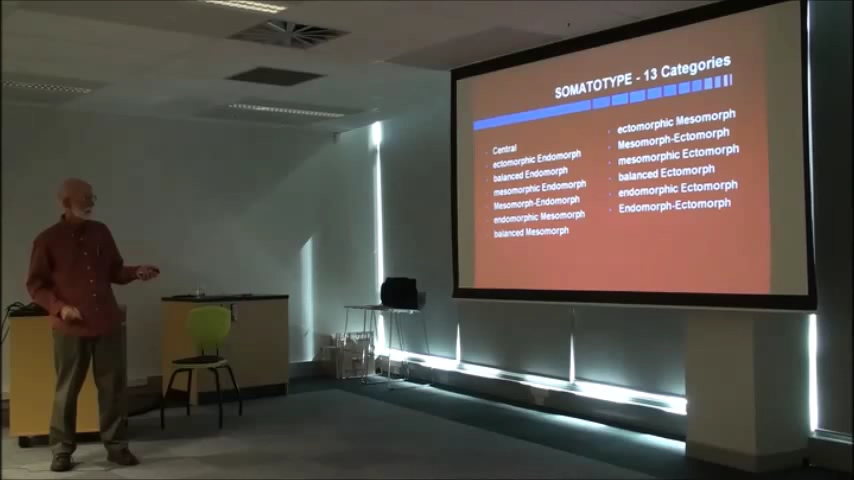 SOMATOTYPE - 13 Categories
Central
ectomorphic Endomorph
balanced Endomorph
mesomorphic Endomorph
Mesomorph-Endomorph
endomorphic Mesomorph
balanced Mesomorph
ectomorphic Mesomorph
Mesomorph-Ectomorph
mesomorphic Ectomorph
balanced Ectomorph
endomorphic Ectomorph
Endomorph-Ectomorph